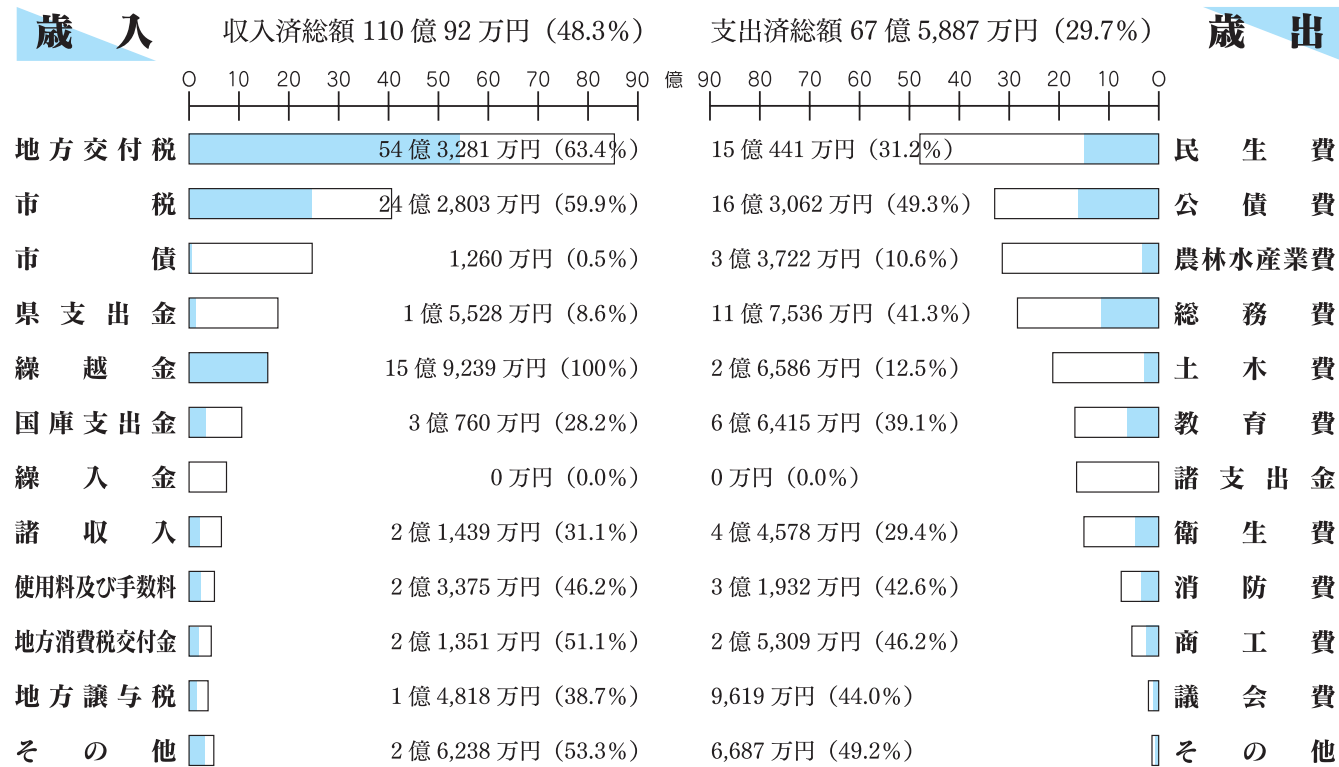 歳入 収入済総額 110 億 92 万円（48.3％）
0 10 20 30 40 50 60 70 80 90 億
地方交付税 54 億 3,281 万円（63.4％）
市税 24 億 2,803 万円（59.9％）
市債 1,260 万円（0.5％）
県支出金 1 億 5,528 万円（8.6％）
繰越金 15 億 9,239 万円（100％）
国庫支出金 3 億 760 万円（28.2％）
繰入金 0 万円（0.0％）
諸収入 2 億 1,439 万円（31.1％）
使用料及び手数料 2 億 3,375 万円（46.2％）
地方消費税交付金 2 億 1,351 万円（51.1％）
地方譲与税 1 億 4,818 万円（38.7％）
その他 2 億 6,238 万円（53.3％）
支出済総額 67 億 5,887 万円（29.7％） 歳出
90 80 70 60 50 40 30 20 10 0
15 億 441 万円（31.2％） 民生費
16 億 3,062 万円（49.3％） 公債費
3 億 3,722 万円（10.6％） 農林水産業費
11 億 7,536 万円（41.3％） 総務費
2 億 6,586 万円（12.5％） 土木費
6 億 6,415 万円（39.1％） 教育費
0 万円（0.0％） 諸支出金
4 億 4,578 万円（29.4％） 衛生費
3 億 1,932 万円（42.6％） 消防費
2 億 5,309 万円（46.2％） 商工費
9,619 万円（44.0％） 議会費
6,687 万円（49.2％） その他